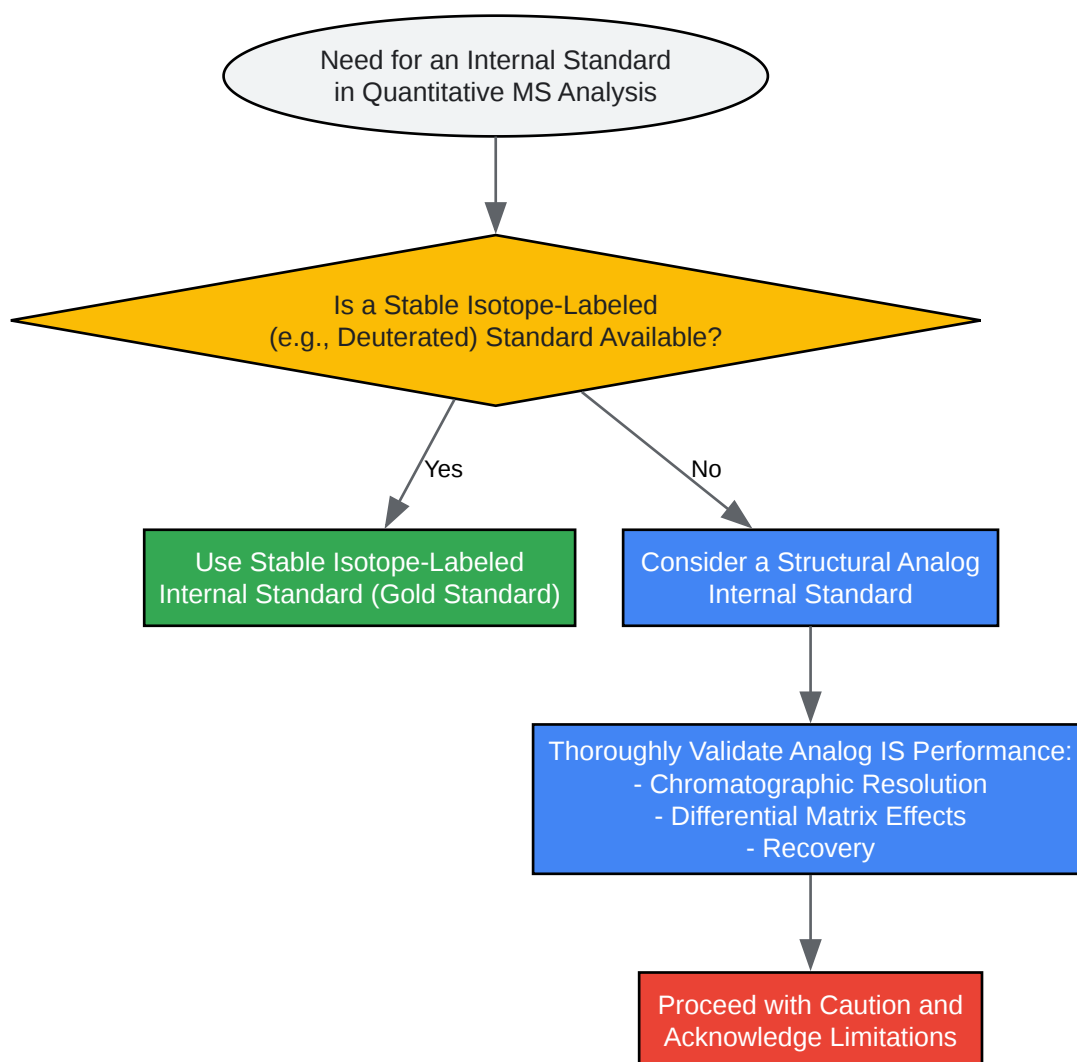 Need for an Internal Standard
in Quantitative MS Analysis
Is a Stable Isotope-Labeled
(e.g., Deuterated) Standard Available?
Yes
No
Use Stable Isotope-Labeled
Internal Standard (Gold Standard)
Consider a Structural Analog
Internal Standard
Thoroughly Validate Analog IS Performance:
- Chromatographic Resolution
- Differential Matrix Effects
- Recovery
Proceed with Caution and
Acknowledge Limitations